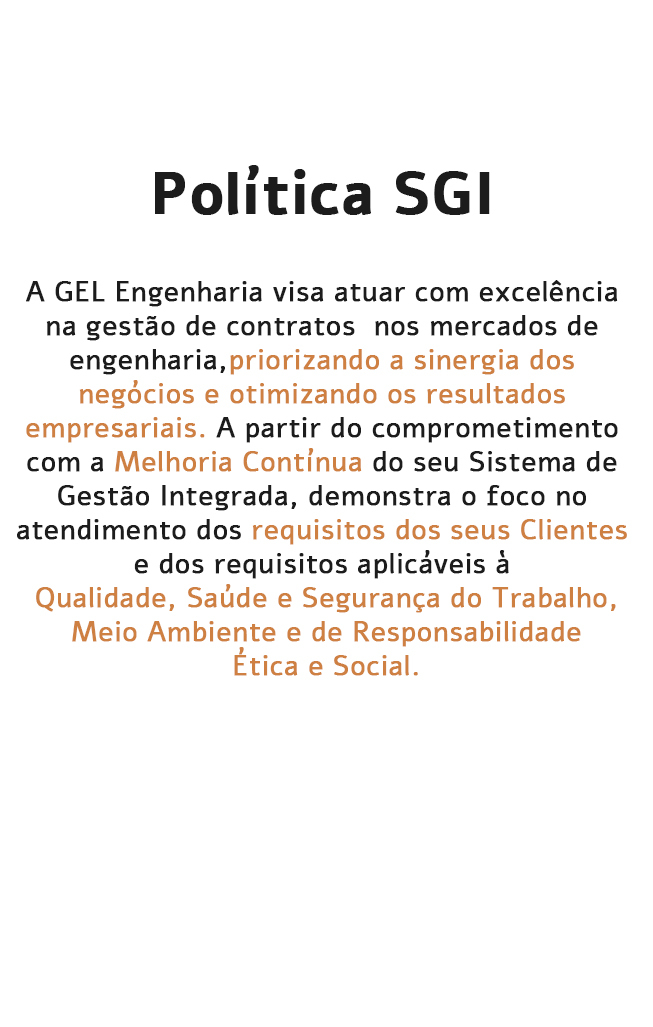 Política SGI
A GEL Engenharia visa atuar com excelência
na gestão de contratos  nos mercados de
engenharia,priorizando a sinergia dos
negócios e otimizando os resultados
empresariais. A partir do comprometimento
com a Melhoria Contínua do seu Sistema de
Gestão Integrada, demonstra o foco no
atendimento dos requisitos dos seus Clientes
e dos requisitos aplicáveis à
Qualidade, Saúde e Segurança do Trabalho,
Meio Ambiente e de Responsabilidade
Ética e Social.